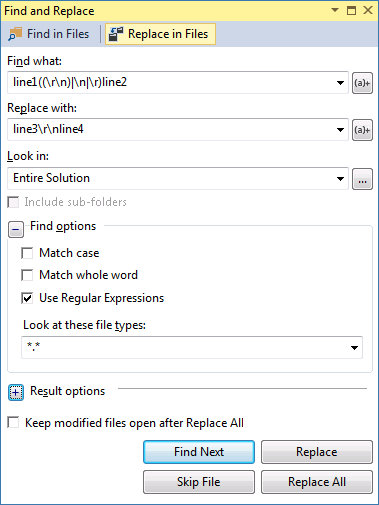 Find and Replace
Find in Files
Replace in Files
Find what:
line1((\r\n)|\n|\r)line2
(a)+
Replace with:
line3\r\nline4
(a)+
Look in:
Entire Solution
...
Include sub-folders
Find options
Match case
Match whole word
Use Regular Expressions
Look at these file types:
*.*
Result options
Keep modified files open after Replace All
Find Next
Replace
Skip File
Replace All